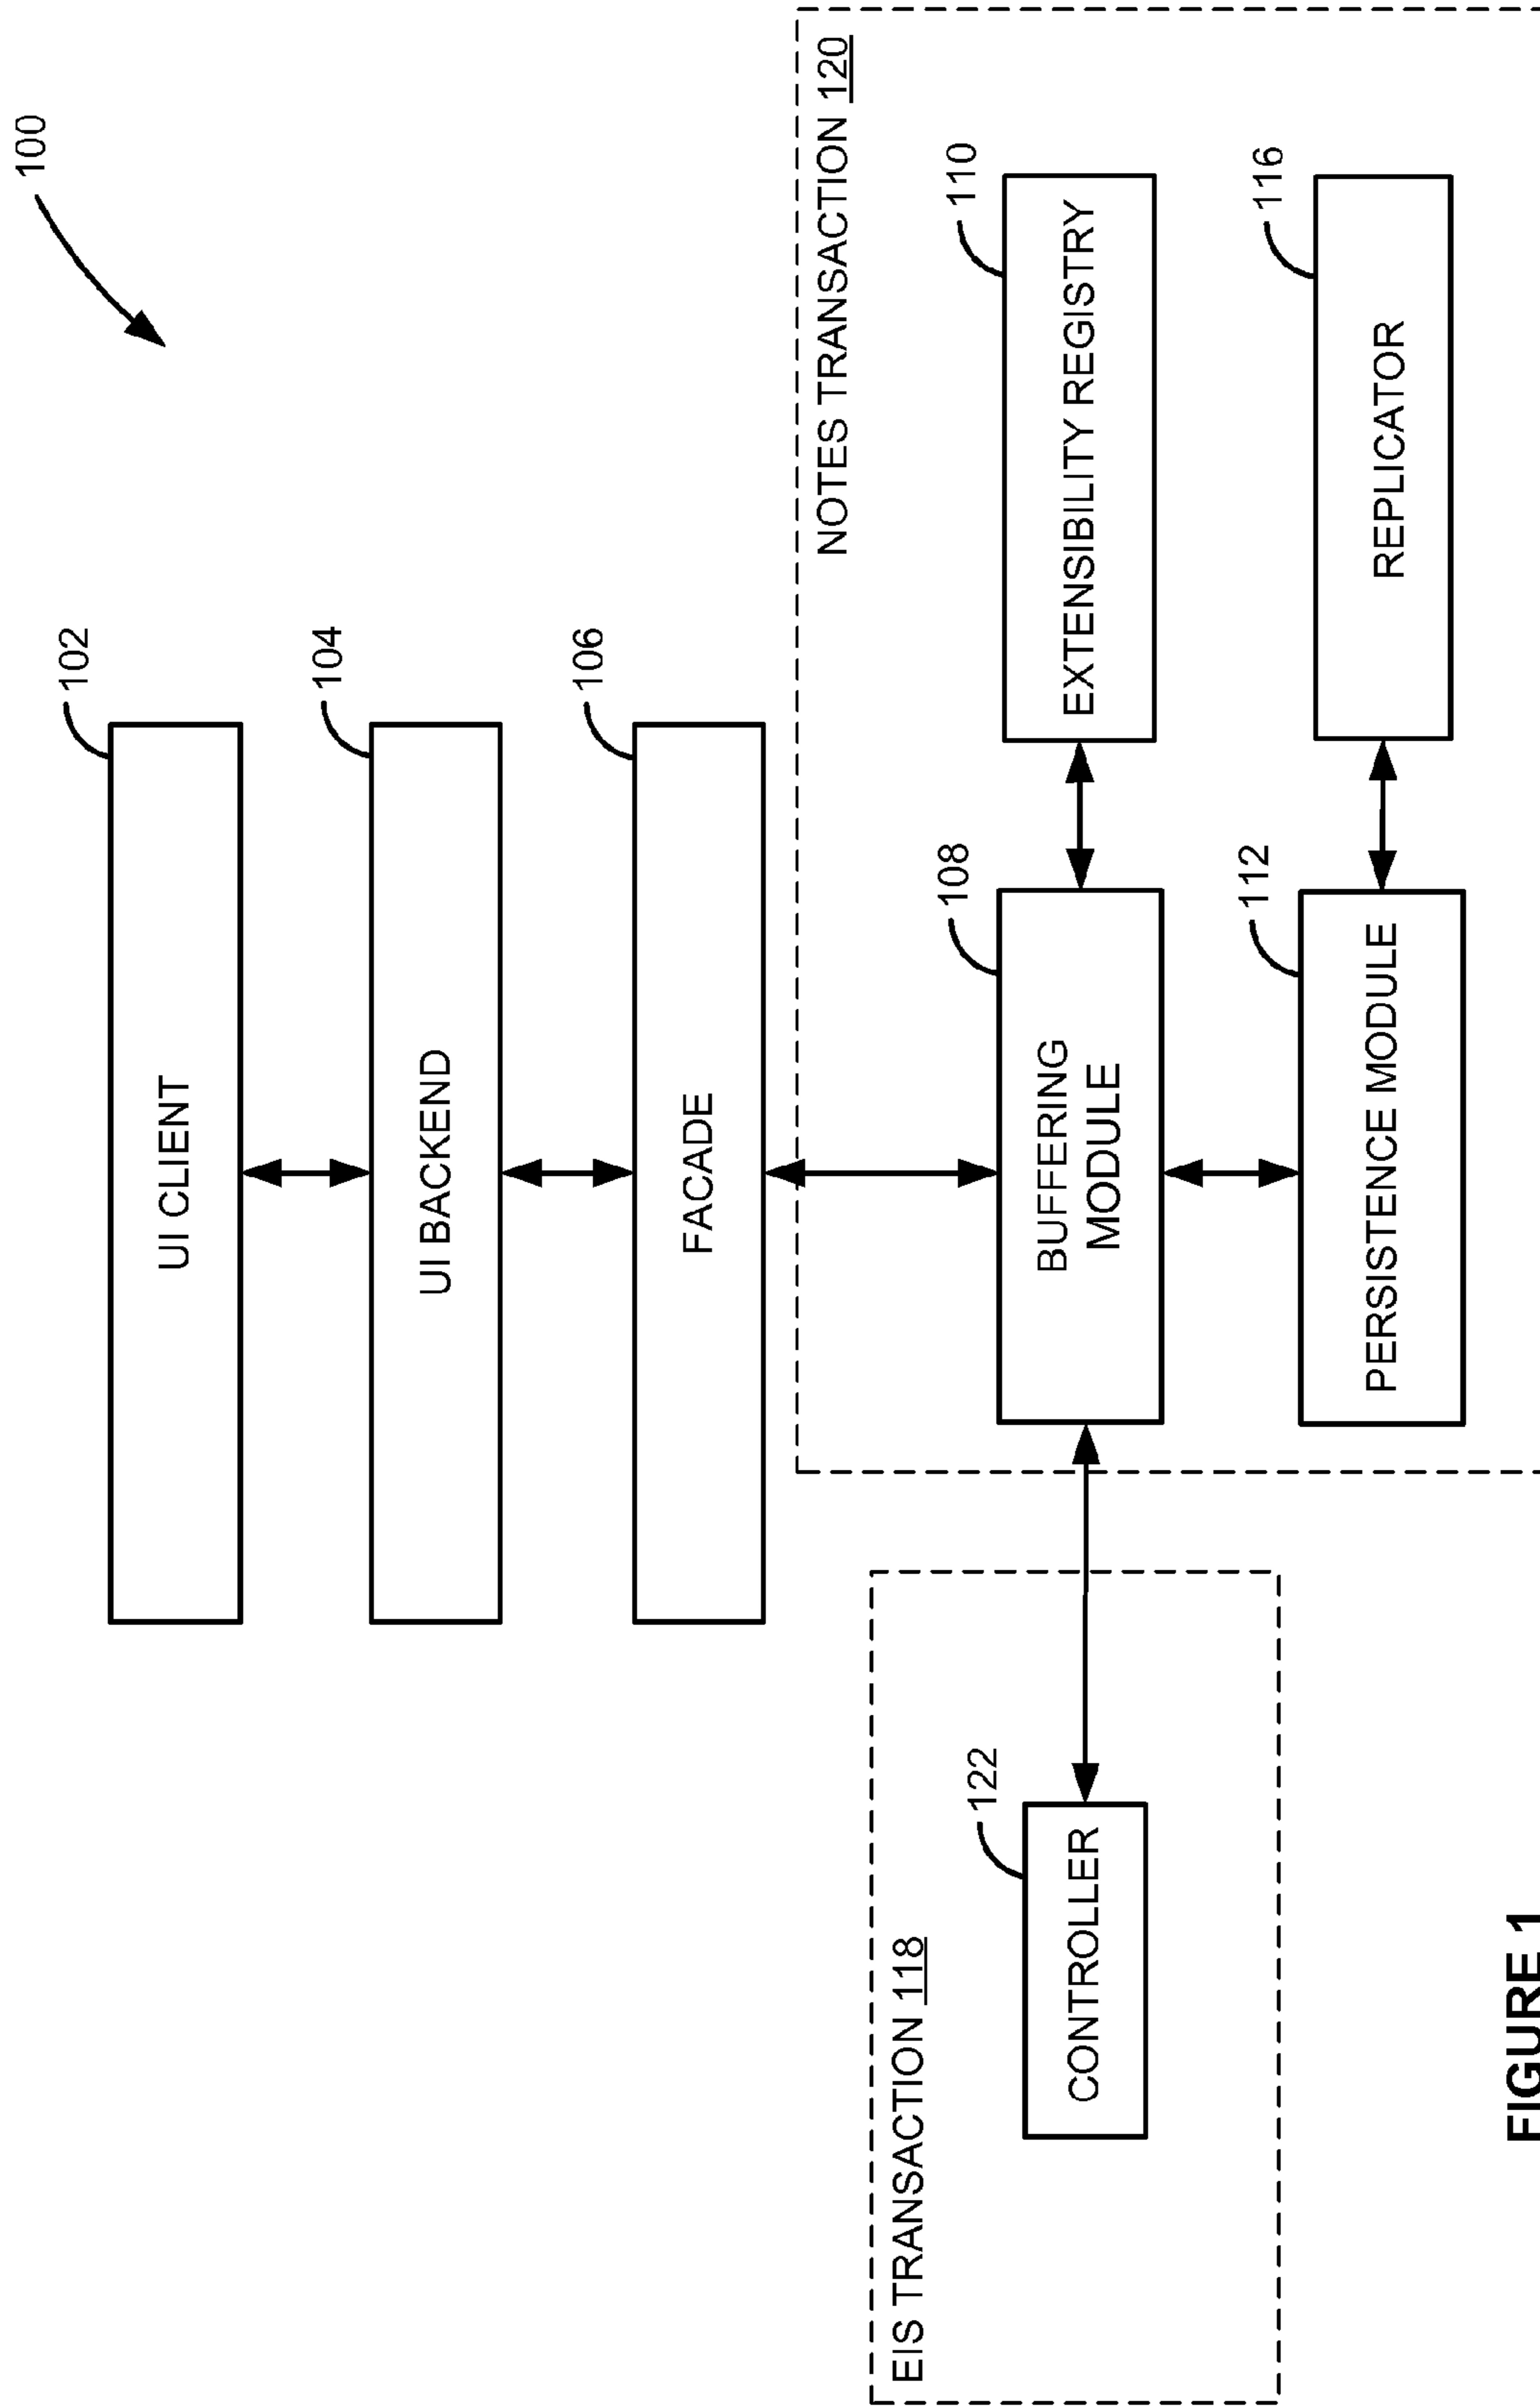 100
102
UI CLIENT
104
UI BACKEND
106
FACADE
NOTES TRANSACTION 120
EIS TRANSACTION 118
108
110
BUFFERING
MODULE
EXTENSIBILITY REGISTRY
122
CONTROLLER
112
116
PERSISTENCE MODULE
REPLICATOR
FIGURE 1